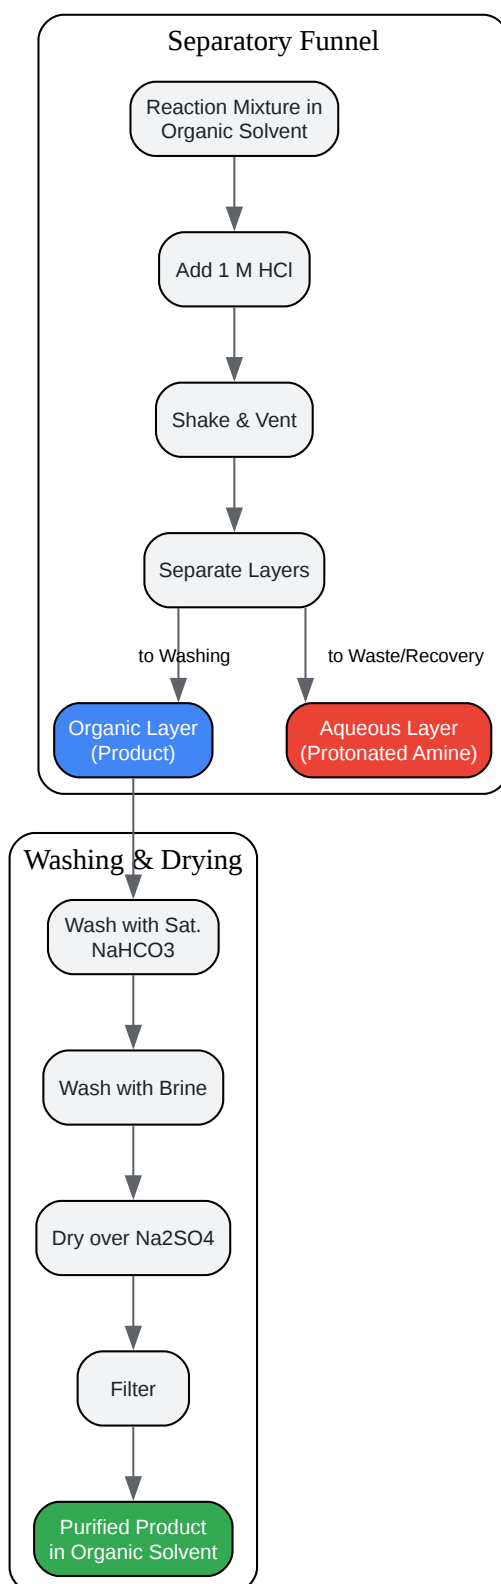 Separatory Funnel
Reaction Mixture in
Organic Solvent
Add 1 M HCl
Shake & Vent
Separate Layers
to Washing
to Waste/Recovery
Organic Layer
(Product)
Aqueous Layer
(Protonated Amine)
Washing & Drying
Wash with Sat.
NaHCO3
Wash with Brine
Dry over Na2SO4
Filter
Purified Product
in Organic Solvent